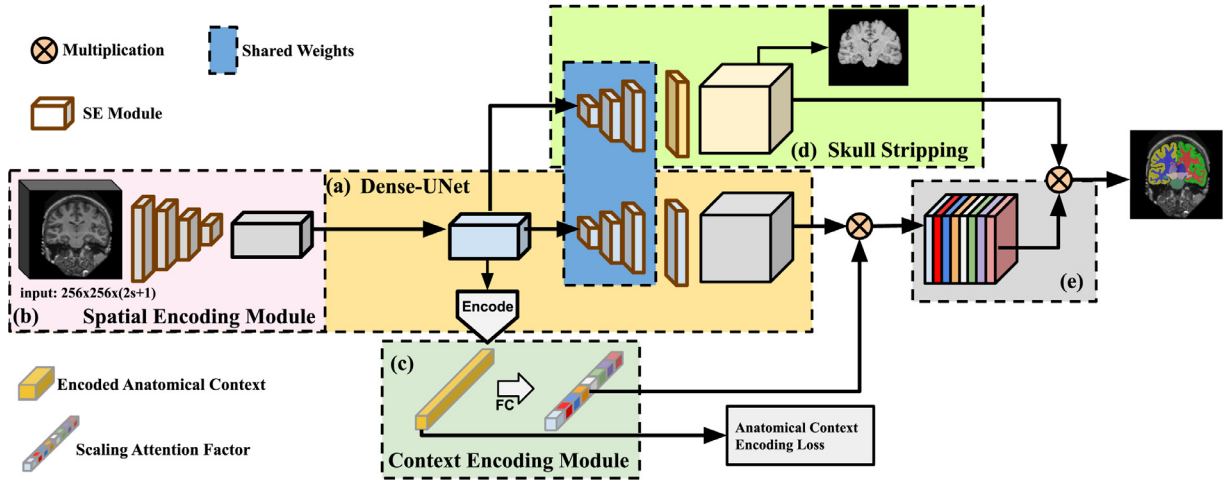 Multiplication
Shared Weights
SE Module
(d) Skull Stripping
(a) Dense-UNet
input: 256x256x(2s+1)
(b) Spatial Encoding Module
Encode
(e)
(c)
FC
Encoded Anatomical Context
Scaling Attention Factor
Anatomical Context
Encoding Loss
Context Encoding Module